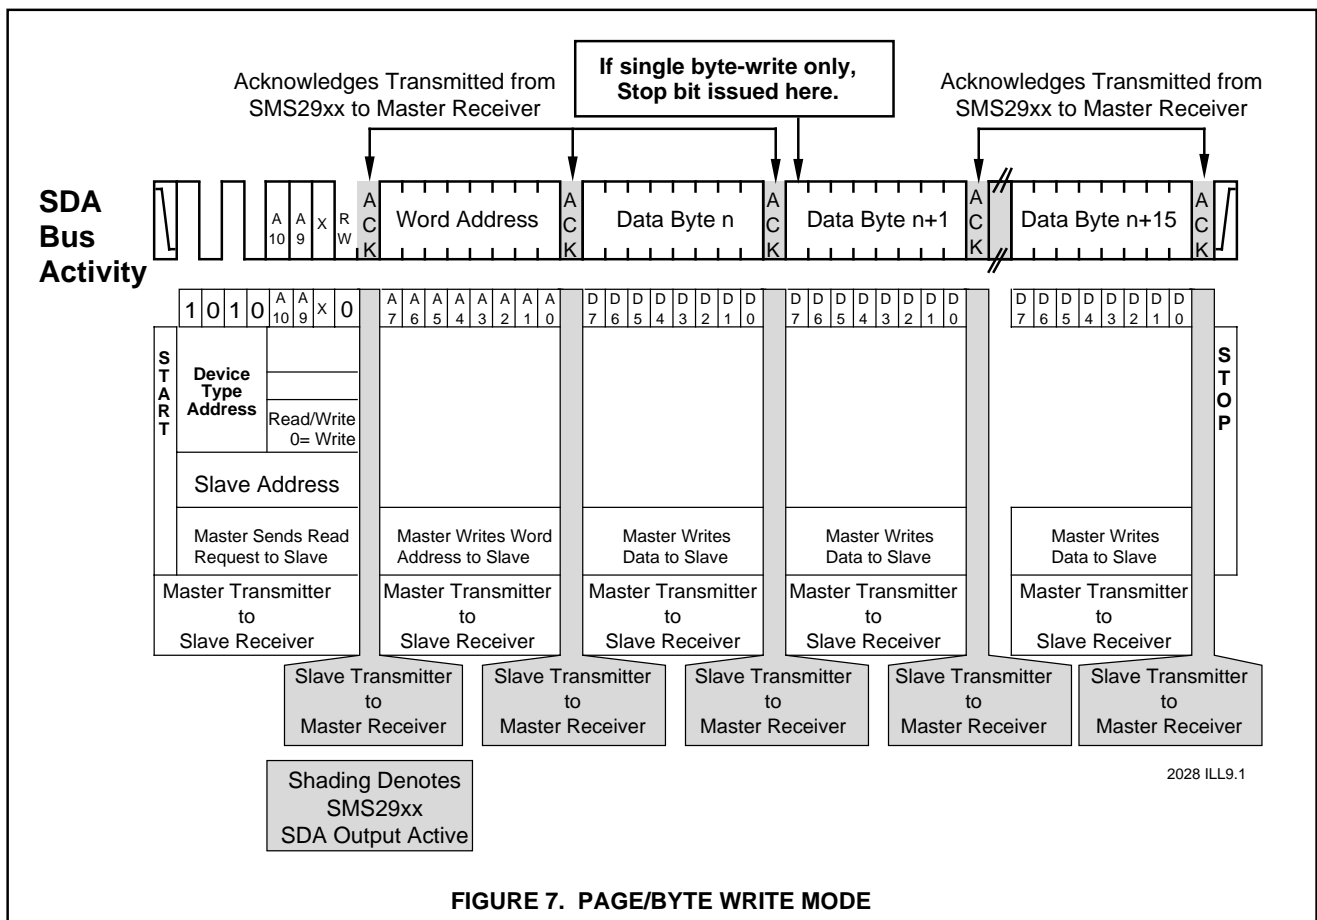 If single byte-write only,
Stop bit issued here.
Acknowledges Transmitted from
SMS29xx to Master Receiver
Acknowledges Transmitted from
SMS29xx to Master Receiver
SDA
Bus
Activity
A10 A9 X RW ACK Word Address ACK Data Byte n ACK Data Byte n+1 ACK Data Byte n+15 ACK
1 0 1 0 A10 A9 X 0 A7 A6 A5 A4 A3 A2 A1 A0 D7 D6 D5 D4 D3 D2 D1 D0 D7 D6 D5 D4 D3 D2 D1 D0 D7 D6 D5 D4 D3 D2 D1 D0
START
Device
Type
Address
Read/Write
0= Write
STOP
Slave Address
Master Sends Read
Request to Slave
Master Writes Word
Address to Slave
Master Writes
Data to Slave
Master Writes
Data to Slave
Master Writes
Data to Slave
Master Transmitter
to
Slave Receiver
Master Transmitter
to
Slave Receiver
Master Transmitter
to
Slave Receiver
Master Transmitter
to
Slave Receiver
Master Transmitter
to
Slave Receiver
Slave Transmitter
to
Master Receiver
Slave Transmitter
to
Master Receiver
Slave Transmitter
to
Master Receiver
Slave Transmitter
to
Master Receiver
Slave Transmitter
to
Master Receiver
Shading Denotes
SMS29xx
SDA Output Active
2028 ILL9.1
FIGURE 7. PAGE/BYTE WRITE MODE